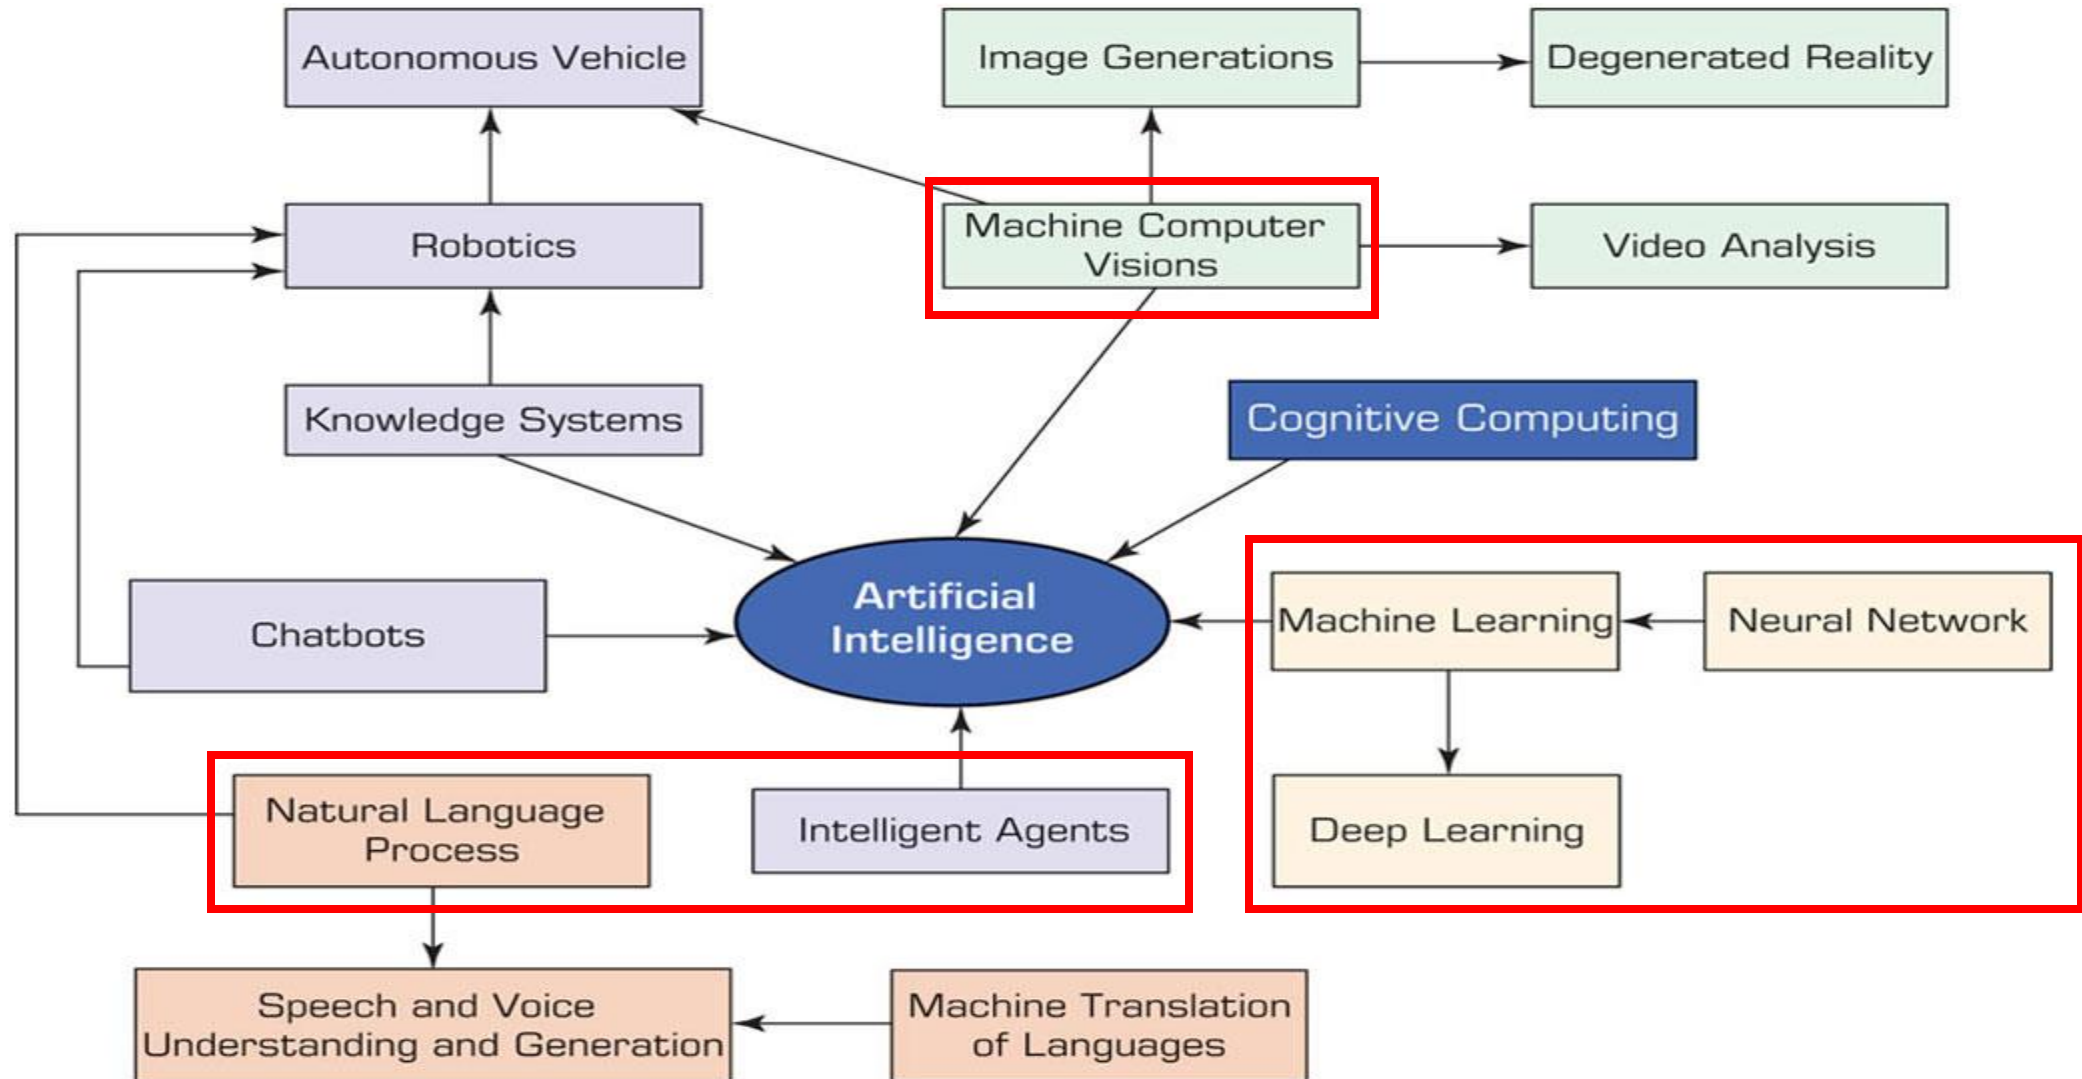 Autonomous Vehicle
Image Generations
Degenerated Reality
Robotics
Machine Computer
Visions
Video Analysis
Knowledge Systems
Cognitive Computing
Chatbots
Artificial
Intelligence
Machine Learning
Neural Network
Natural Language
Process
Intelligent Agents
Deep Learning
Speech and Voice
Understanding and Generation
Machine Translation
of Languages